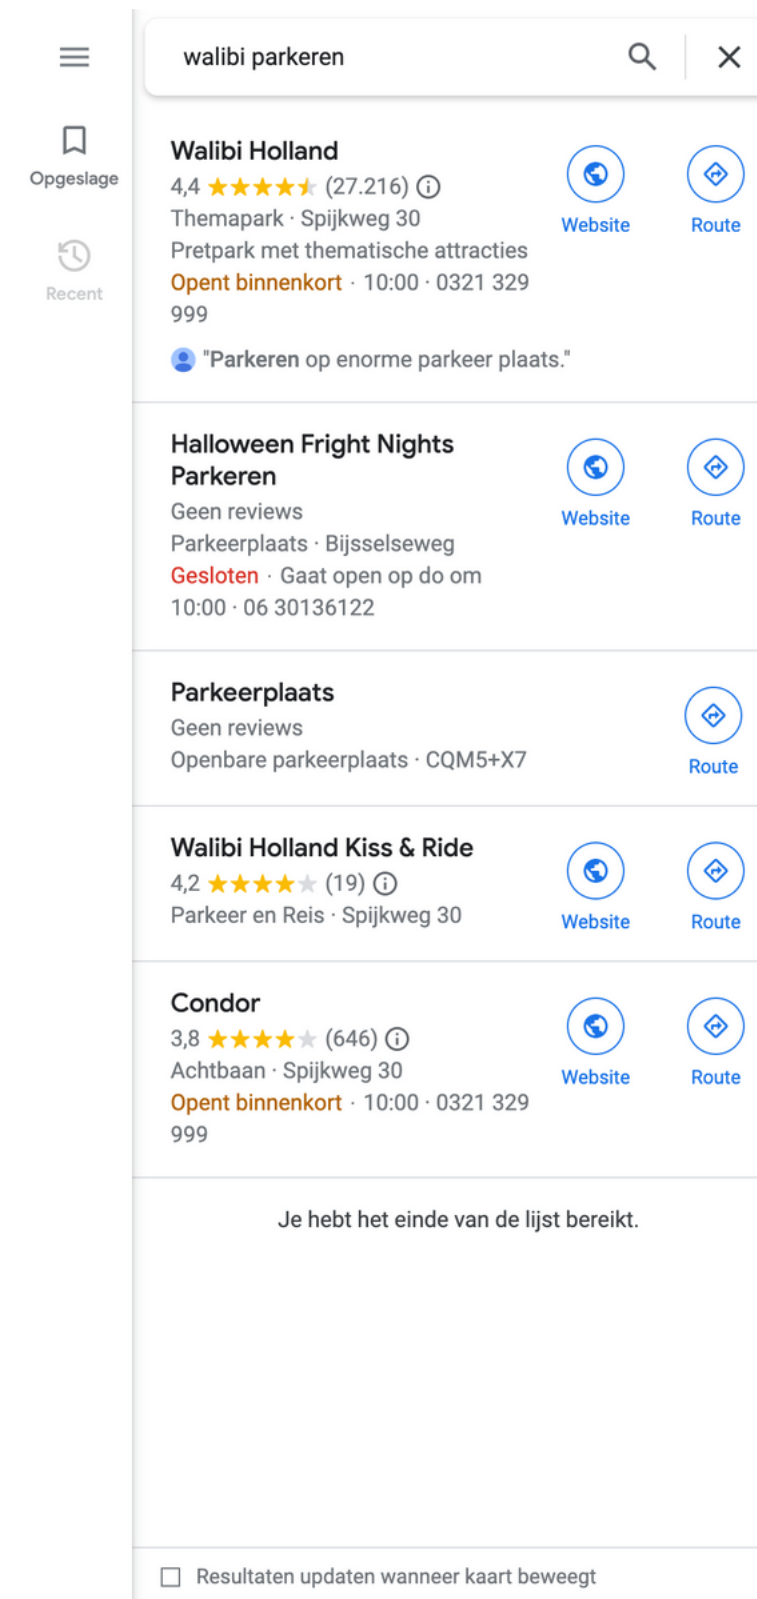 walibi parkeren
Opgeslage
Recent
Walibi Holland
4,4 (27.216)
Themapark · Spijkweg 30
Pretpark met thematische attracties
Opent binnenkort · 10:00 · 0321 329
999
"Parkeren op enorme parkeer plaats."
Website
Route
Halloween Fright Nights
Parkeren
Geen reviews
Parkeerplaats · Bijsselseweg
Gesloten · Gaat open op do om
10:00 · 06 30136122
Website
Route
Parkeerplaats
Geen reviews
Openbare parkeerplaats · CQM5+X7
Route
Walibi Holland Kiss & Ride
4,2 (19)
Parkeer en Reis · Spijkweg 30
Website
Route
Condor
3,8 (646)
Achtbaan · Spijkweg 30
Opent binnenkort · 10:00 · 0321 329
999
Website
Route
Je hebt het einde van de lijst bereikt.
Resultaten updaten wanneer kaart beweegt